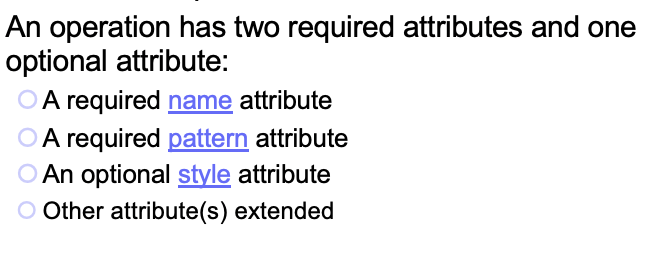 An operation has two required attributes and one
optional attribute:
A required name attribute
A required pattern attribute
An optional style attribute
Other attribute(s) extended